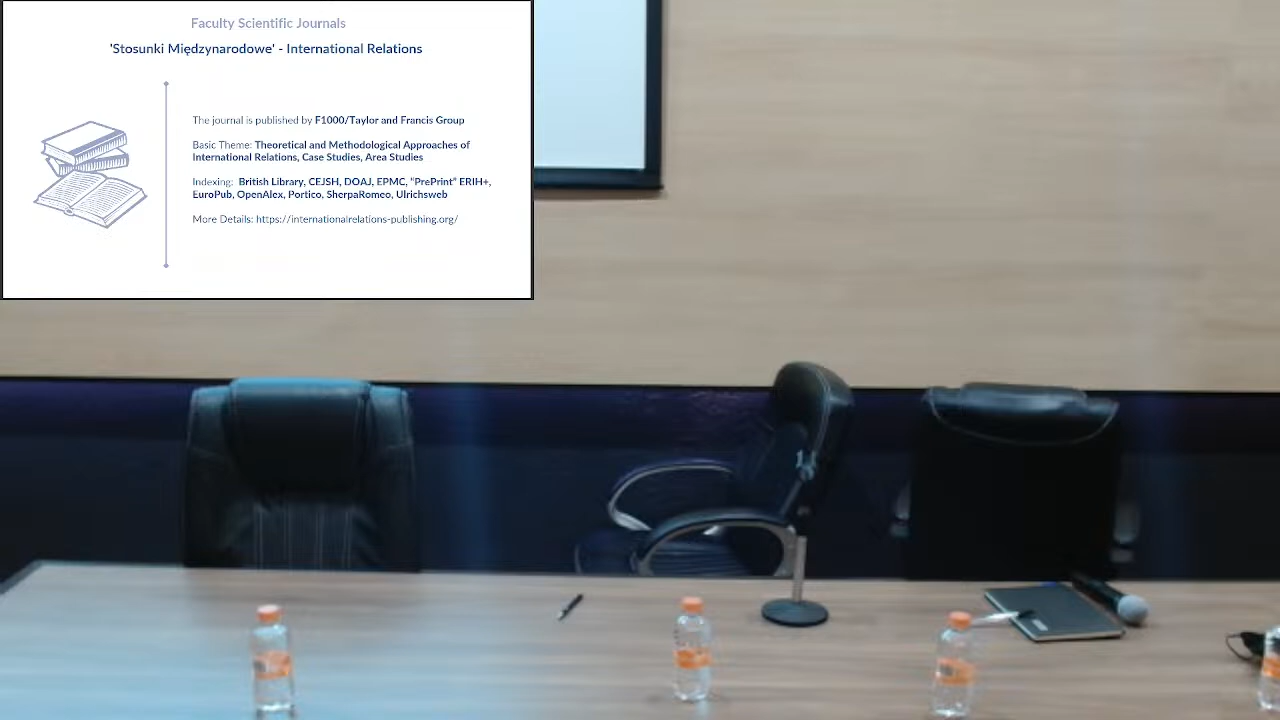 Faculty Scientific Journals
'Stosunki Międzynarodowe' - International Relations
The journal is published by F1000/Taylor and Francis Group
Basic Theme: Theoretical and Methodological Approaches of
International Relations, Case Studies, Area Studies
Indexing: British Library, CEJSH, DOAJ, EPMC, "PrePrint" ERIH+,
EuroPub, OpenAlex, Portico, SherpaRomeo, Ulrichsweb
More Details: https://internationalrelations-publishing.org/